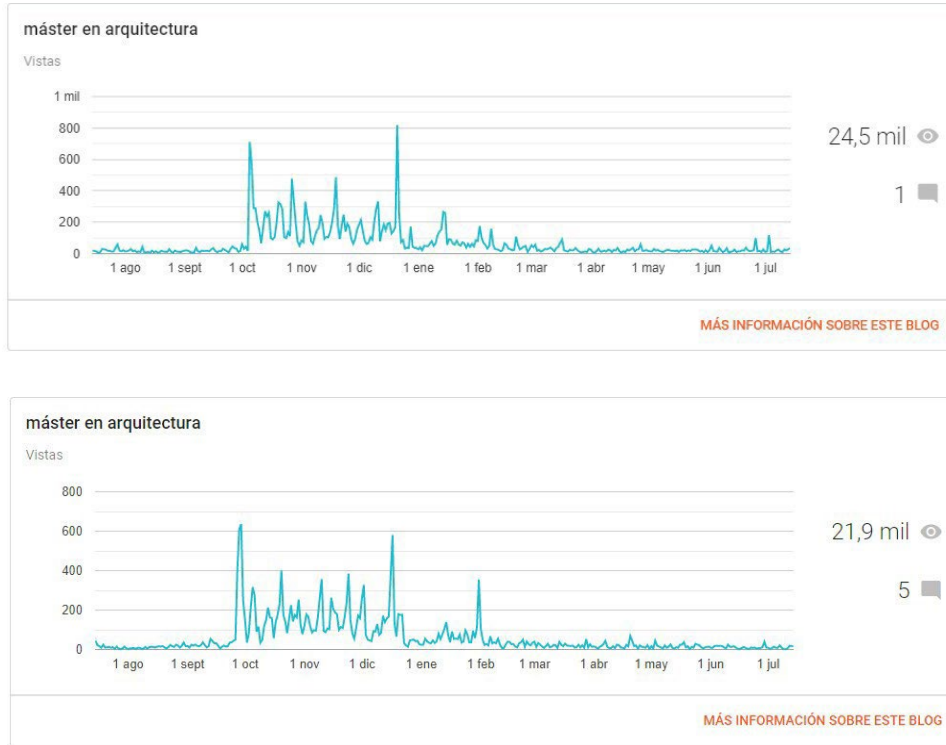 máster en arquitectura
Vistas
1 mil
800
600
400
200
0
1 ago 1 sept 1 oct 1 nov 1 dic 1 ene 1 feb 1 mar 1 abr 1 may 1 jun 1 jul
24,5 mil
1
MÁS INFORMACIÓN SOBRE ESTE BLOG
máster en arquitectura
Vistas
800
600
400
200
0
1 ago 1 sept 1 oct 1 nov 1 dic 1 ene 1 feb 1 mar 1 abr 1 may 1 jun 1 jul
21,9 mil
5
MÁS INFORMACIÓN SOBRE ESTE BLOG